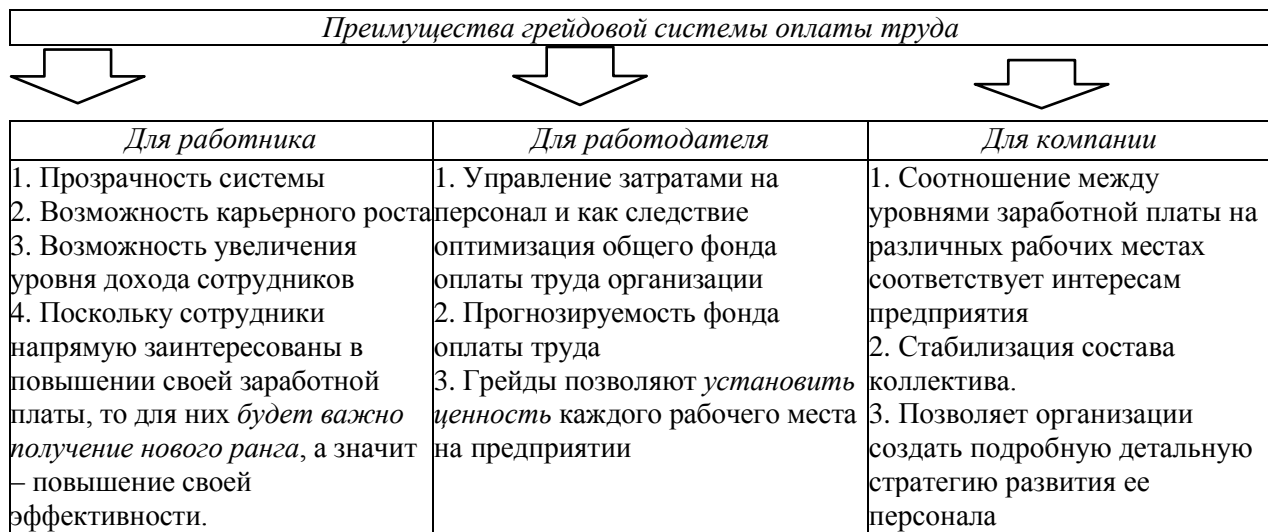 Преимущества грейдовой системы оплаты труда
Для работника
1. Прозрачность системы
2. Возможность карьерного роста
3. Возможность увеличения
уровня дохода сотрудников
4. Поскольку сотрудники
напрямую заинтересованы в
повышении своей заработной
платы, то для них будет важно
получение нового ранга, а значит
– повышение своей
эффективности.
Для работодателя
1. Управление затратами на
персонал и как следствие
оптимизация общего фонда
оплаты труда организации
2. Прогнозируемость фонда
оплаты труда
3. Грейды позволяют установить
ценность каждого рабочего места
на предприятии
Для компании
1. Соотношение между
уровнями заработной платы на
различных рабочих местах
соответствует интересам
предприятия
2. Стабилизация состава
коллектива.
3. Позволяет организации
создать подробную детальную
стратегию развития ее
персонала